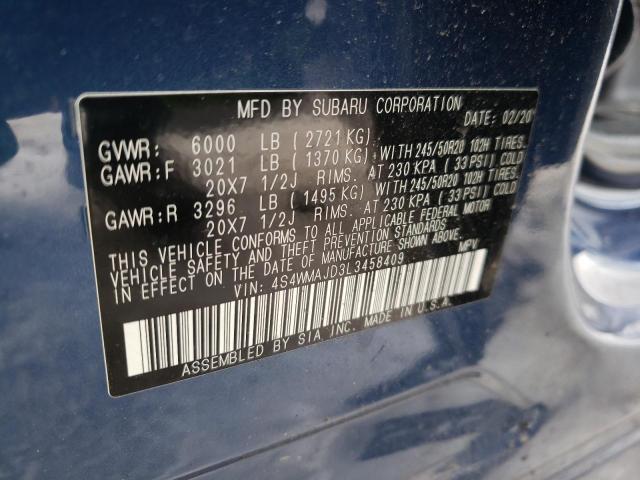 MFD BY SUBARU CORPORATION DATE: 02/20
GVWR: 6000 LB ( 2721 KG)
GAWR:F 3021 LB ( 1370 KG) WITH 245/50R20 102H TIRES.
20X7 1/2J RIMS. AT 230 KPA ( 33 PSI) COLD
GAWR:R 3296 LB ( 1495 KG) WITH 245/50R20 102H TIRES.
20X7 1/2J RIMS. AT 230 KPA ( 33 PSI) COLD
THIS VEHICLE CONFORMS TO ALL APPLICABLE FEDERAL MOTOR
VEHICLE SAFETY AND THEFT PREVENTION STANDARDS
IN EFFECT ON THE DATE OF MANUFACTURE SHOWN ABOVE.
VIN: 4S4WMAJD3L3458409 MPV
ASSEMBLED BY SIA INC. MADE IN U.S.A.